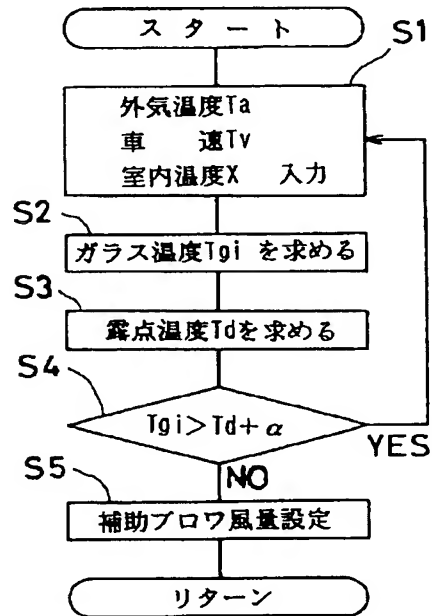 スタート
S1
外気温度Ta
車 速Tv
室内温度X 入力
S2
ガラス温度Tgi を求める
S3
露点温度Tdを求める
S4
Tgi>Td+α
YES
NO
S5
補助ブロワ風量設定
リターン